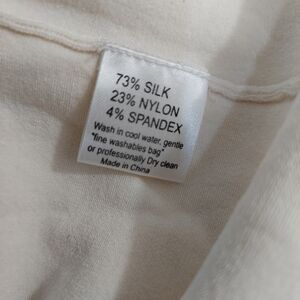 73% SILK
23% NYLON
4% SPANDEX
Wash in cool water, gentle
"fine washables bag"
or professionally Dry clean
Made in China